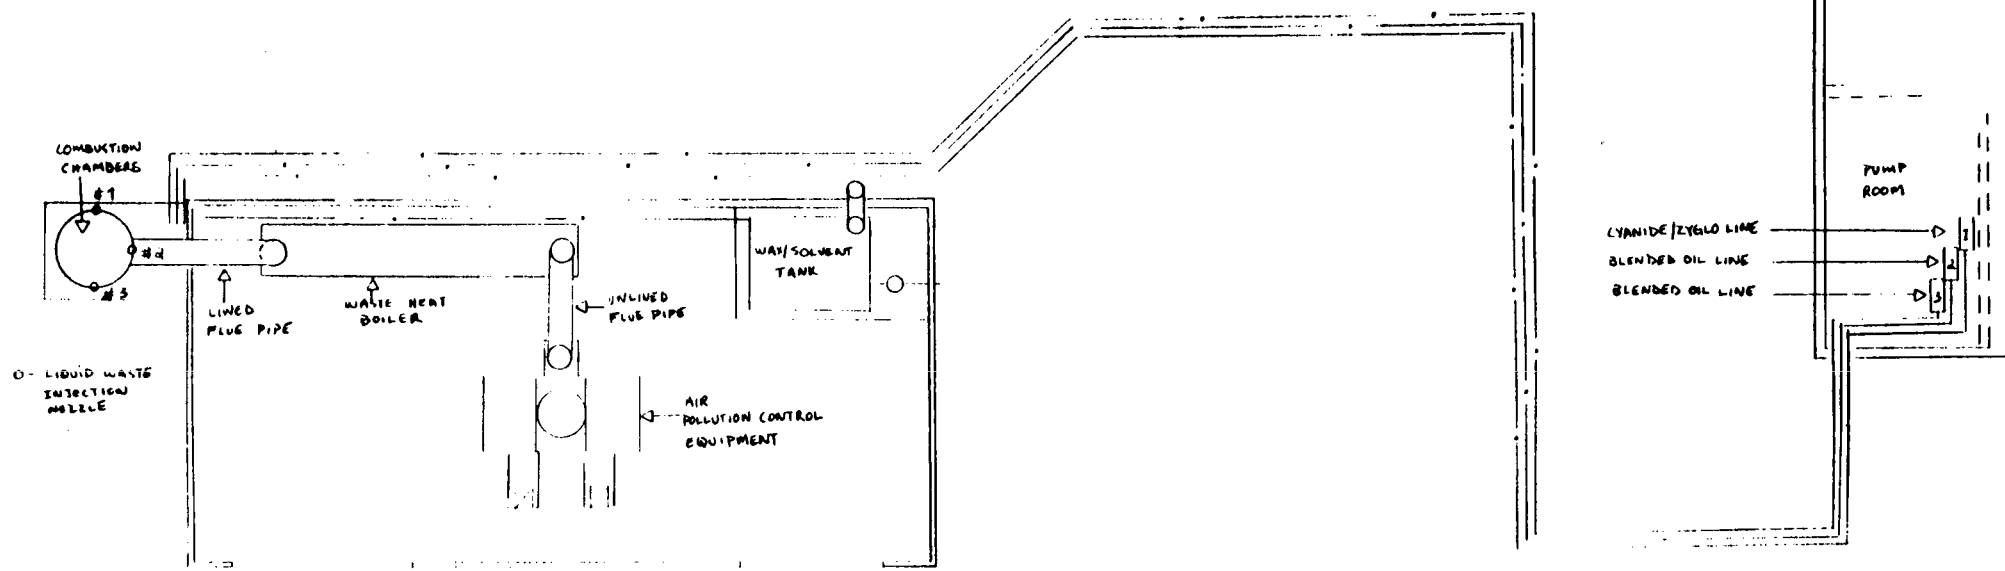 COMBUSTION
CHAMBERS
#1
#2
#3
LINED
FLUE PIPE
WASTE HEAT
BOILER
UNLINED
FLUE PIPE
WAX/SOLVENT
TANK
O- LIQUID WASTE
INJECTION
NOZZLE
AIR
POLLUTION CONTROL
EQUIPMENT
PUMP
ROOM
CYANIDE/ZYGLO LINE
1
BLENDED OIL LINE
2
BLENDED OIL LINE
3